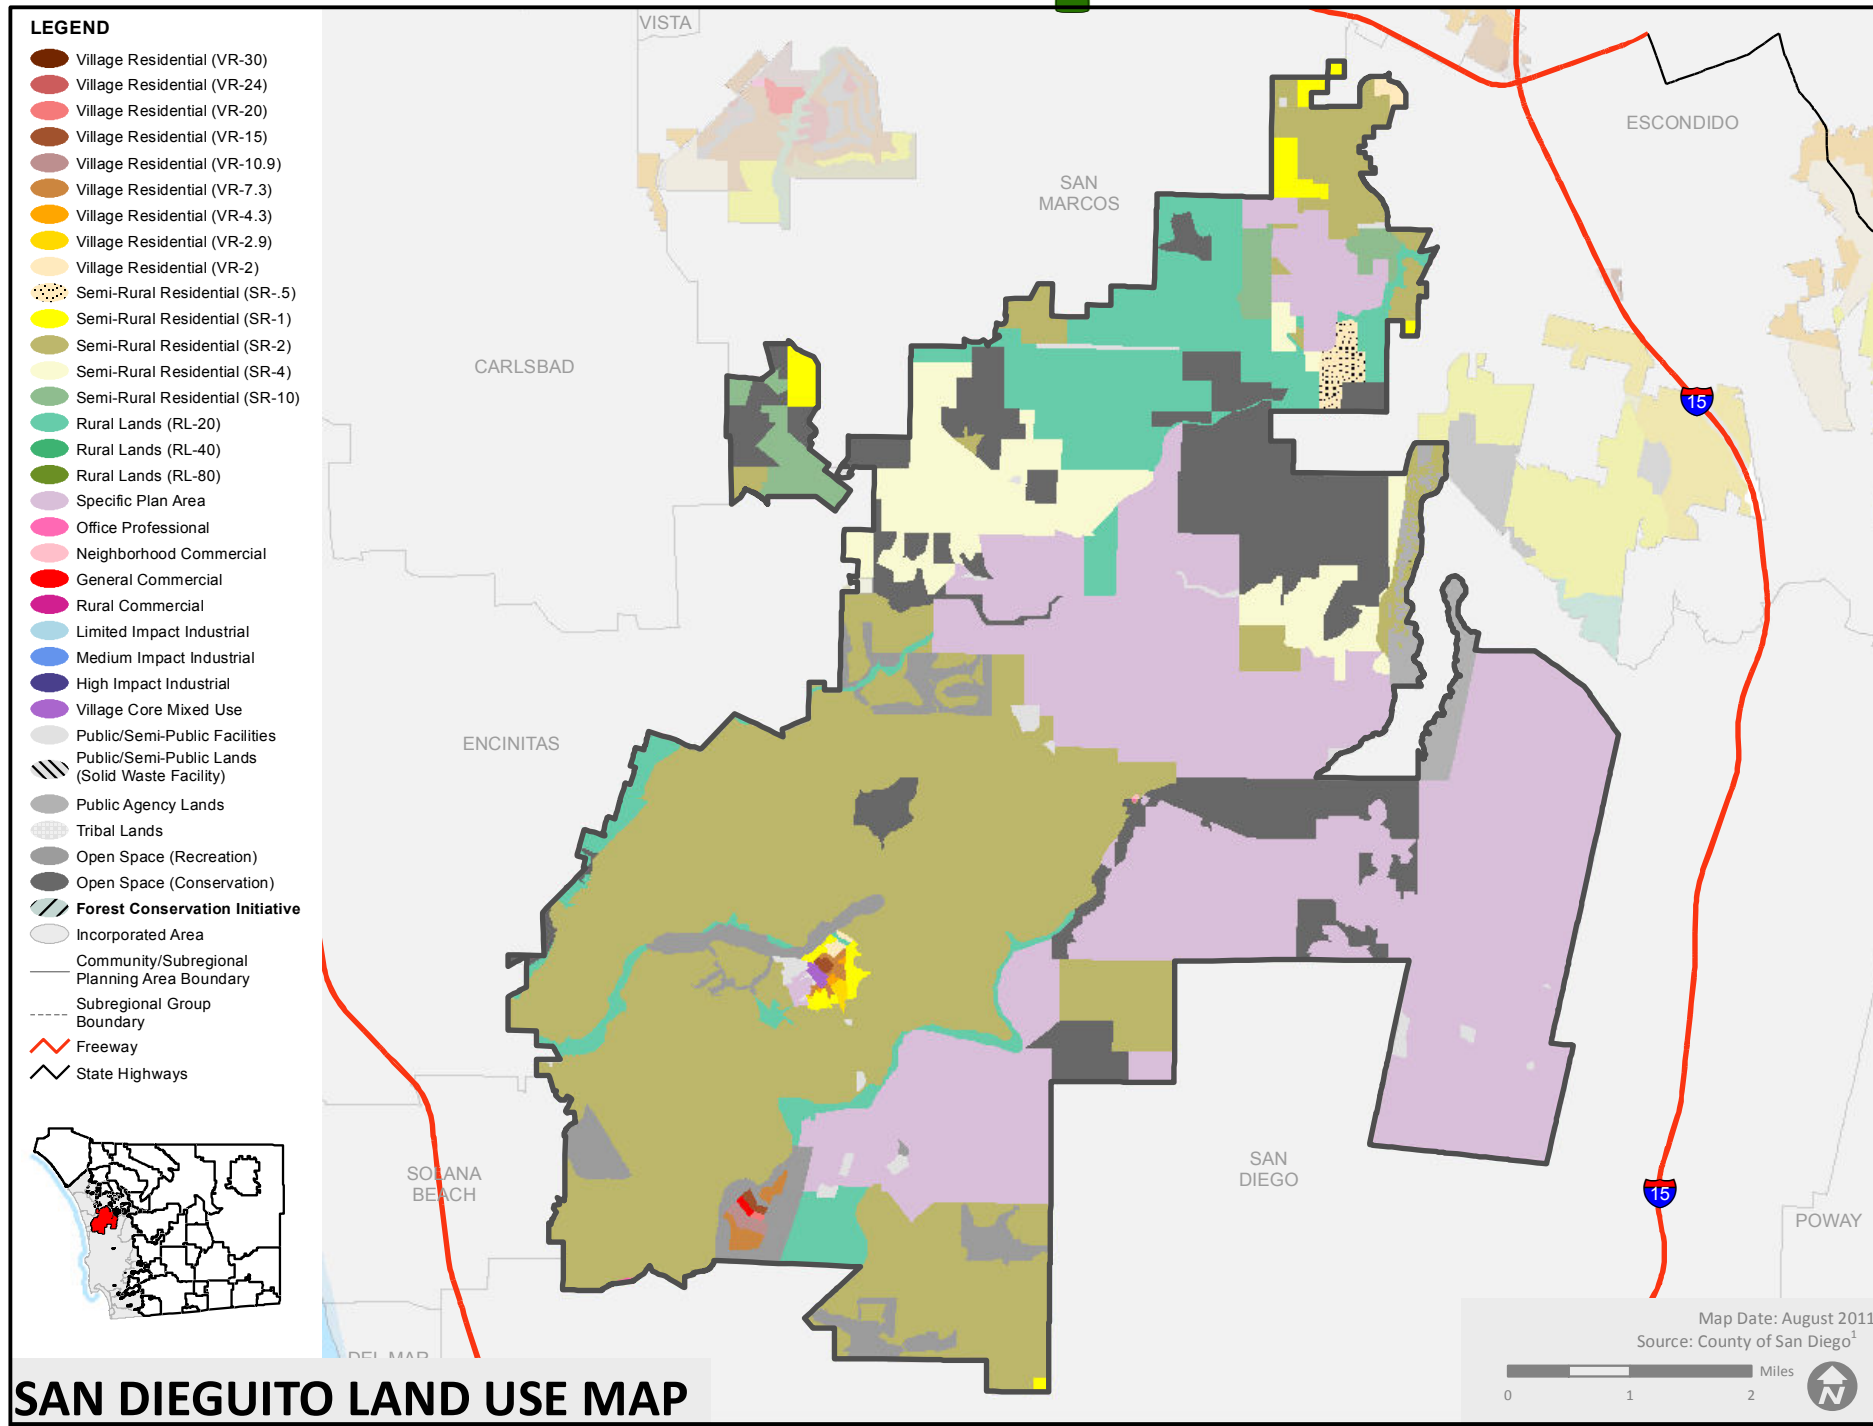 LEGEND
Village Residential (VR-30)
Village Residential (VR-24)
Village Residential (VR-20)
Village Residential (VR-15)
Village Residential (VR-10.9)
Village Residential (VR-7.3)
Village Residential (VR-4.3)
Village Residential (VR-2.9)
Village Residential (VR-2)
Semi-Rural Residential (SR-.5)
Semi-Rural Residential (SR-1)
Semi-Rural Residential (SR-2)
Semi-Rural Residential (SR-4)
Semi-Rural Residential (SR-10)
Rural Lands (RL-20)
Rural Lands (RL-40)
Rural Lands (RL-80)
Specific Plan Area
Office Professional
Neighborhood Commercial
General Commercial
Rural Commercial
Limited Impact Industrial
Medium Impact Industrial
High Impact Industrial
Village Core Mixed Use
Public/Semi-Public Facilities
Public/Semi-Public Lands
(Solid Waste Facility)
Public Agency Lands
Tribal Lands
Open Space (Recreation)
Open Space (Conservation)
Forest Conservation Initiative
Incorporated Area
Community/Subregional
Planning Area Boundary
Subregional Group
Boundary
Freeway
State Highways
VISTA
ESCONDIDO
SAN
MARCOS
CARLSBAD
15
ENCINITAS
SOLANA
BEACH
SAN
DIEGO
15
POWAY
DEL MAR
Map Date: August 2011
Source: County of San Diego1
Miles
0
1
2
N
SAN DIEGUITO LAND USE MAP